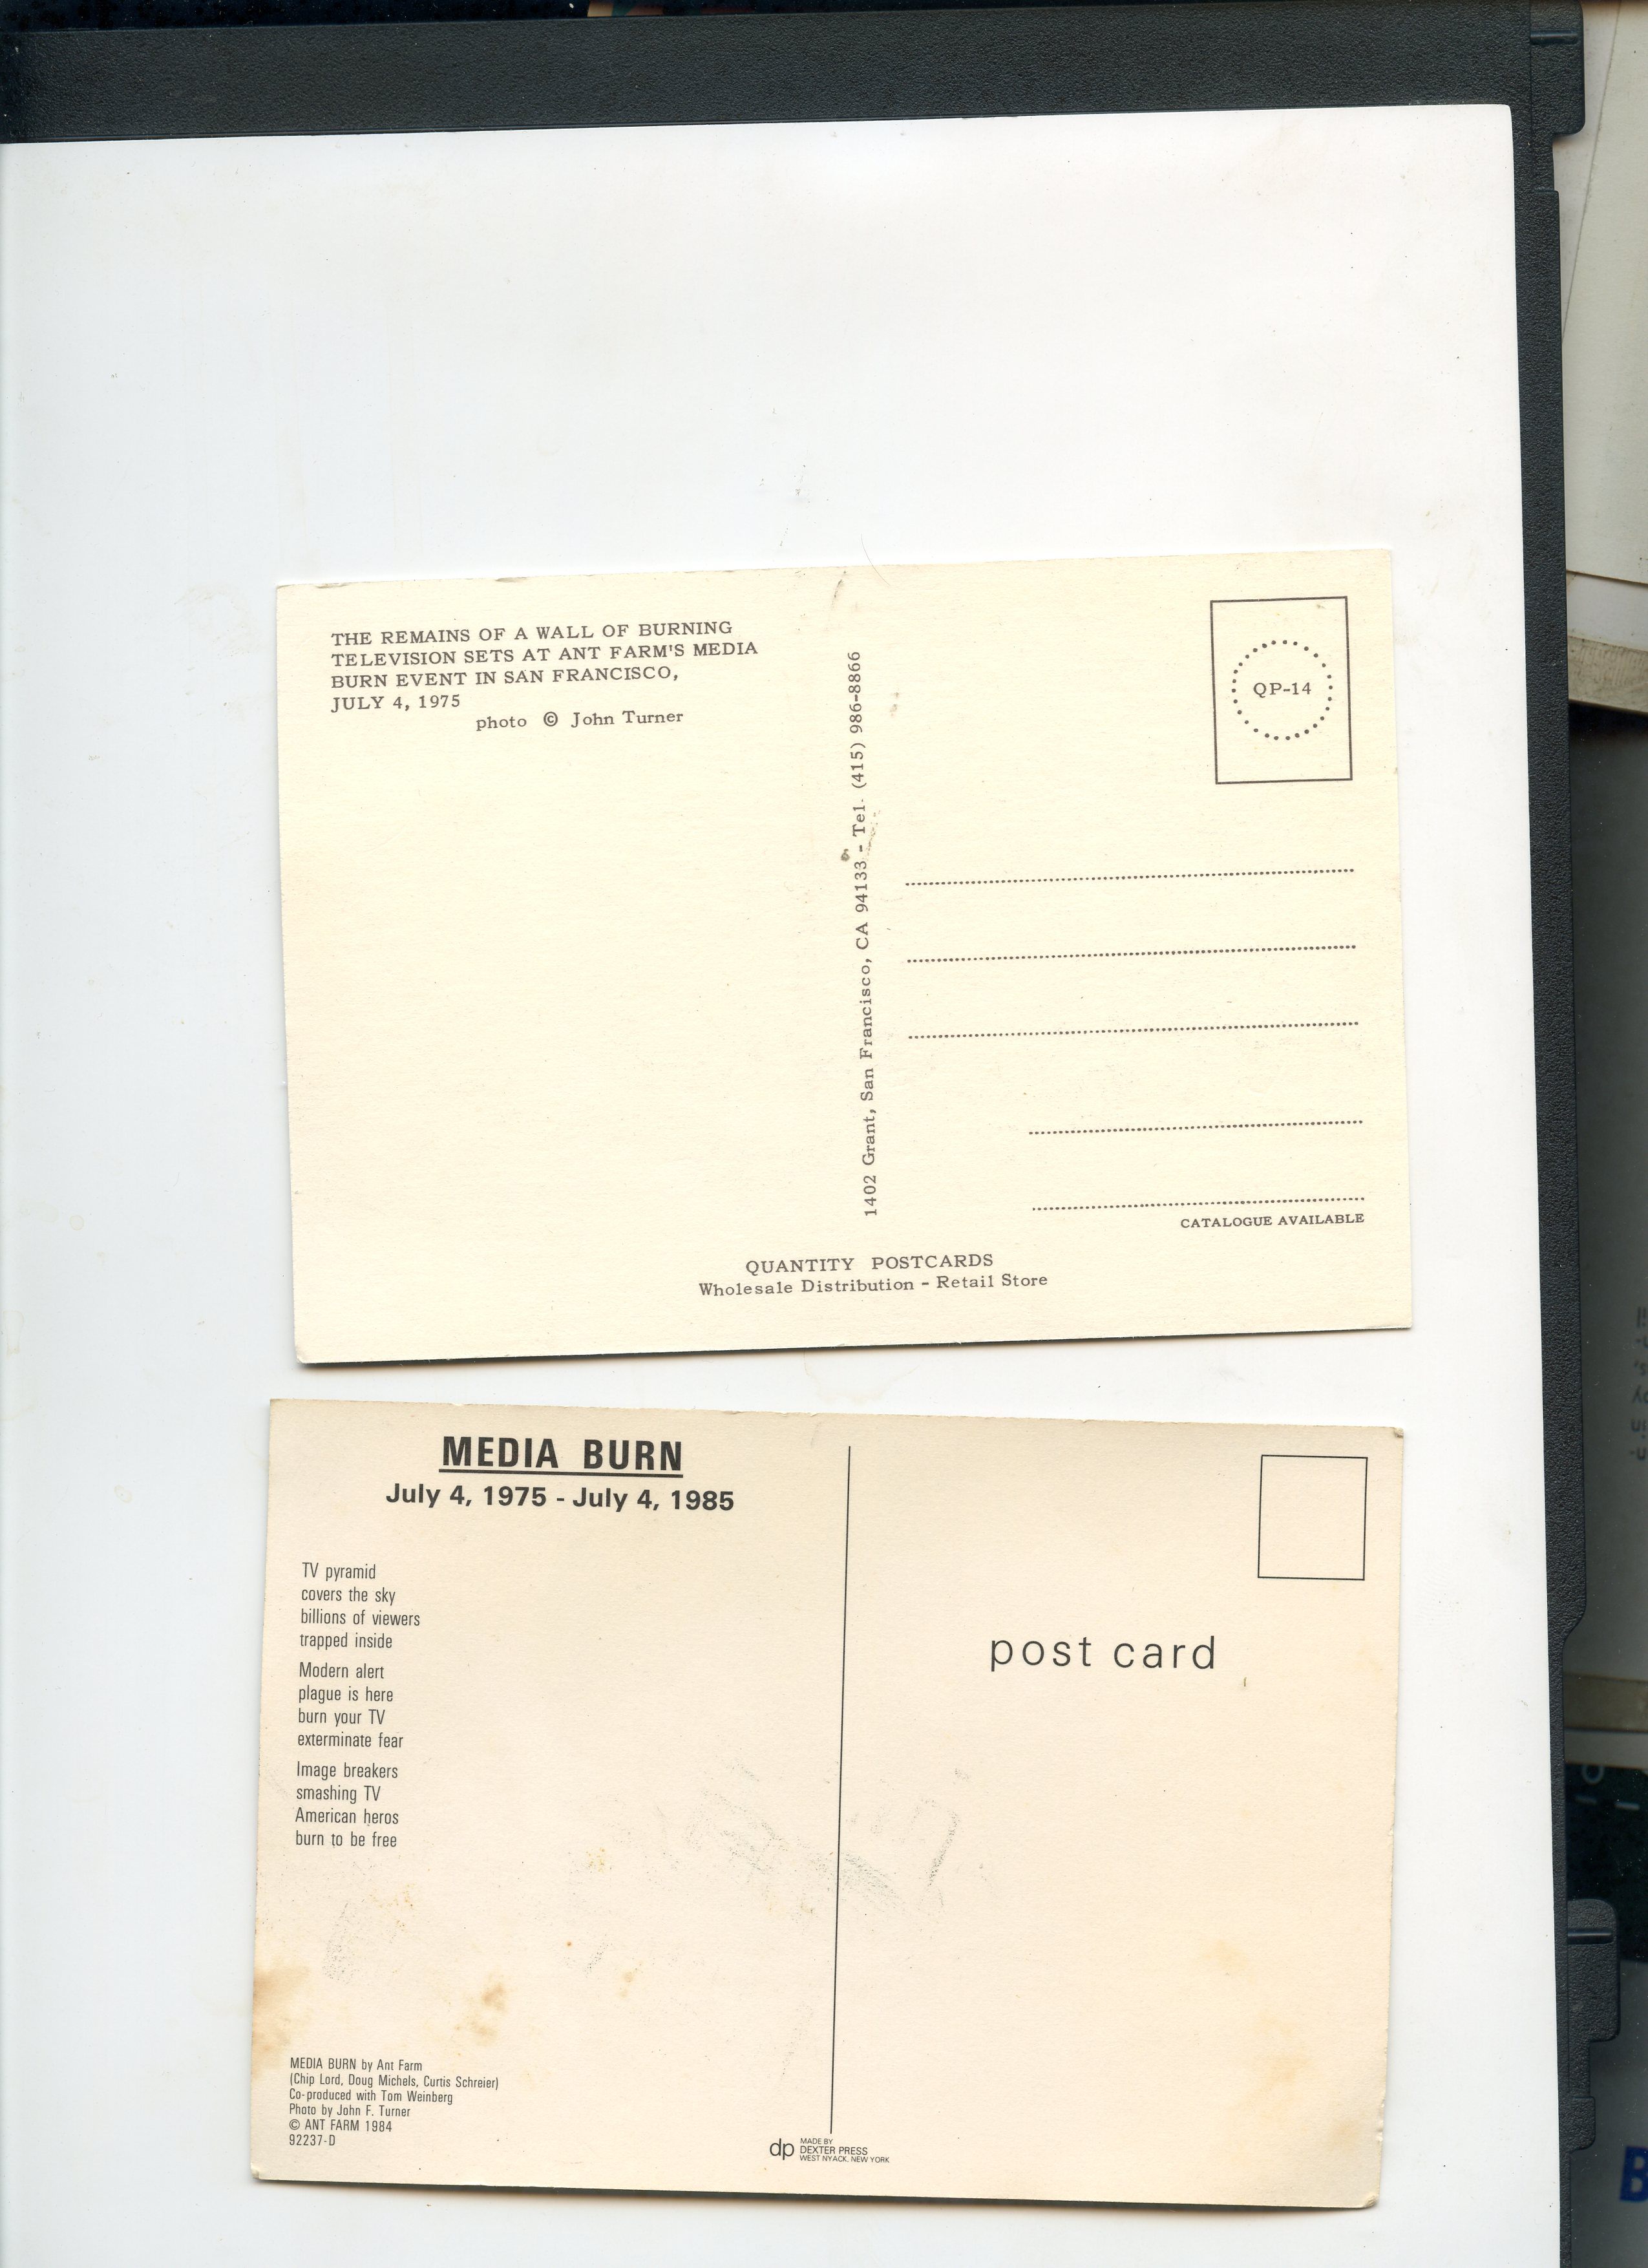 THE REMAINS OF A WALL OF BURNING
TELEVISION SETS AT ANT FARM'S MEDIA
BURN EVENT IN SAN FRANCISCO,
JULY 4, 1975
photo © John Turner
1402 Grant, San Francisco, CA 94133 - Tel. (415) 986-8866
QP-14
CATALOGUE AVAILABLE
QUANTITY POSTCARDS
Wholesale Distribution - Retail Store
MEDIA BURN
July 4, 1975 - July 4, 1985
TV pyramid
covers the sky
billions of viewers
trapped inside
Modern alert
plague is here
burn your TV
exterminate fear
Image breakers
smashing TV
American heros
burn to be free
MEDIA BURN by Ant Farm
(Chip Lord, Doug Michels, Curtis Schreier)
Co-produced with Tom Weinberg
Photo by John F. Turner
© ANT FARM 1984
92237-D
post card
dp MADE BY
DEXTER PRESS
WEST NYACK, NEW YORK
B